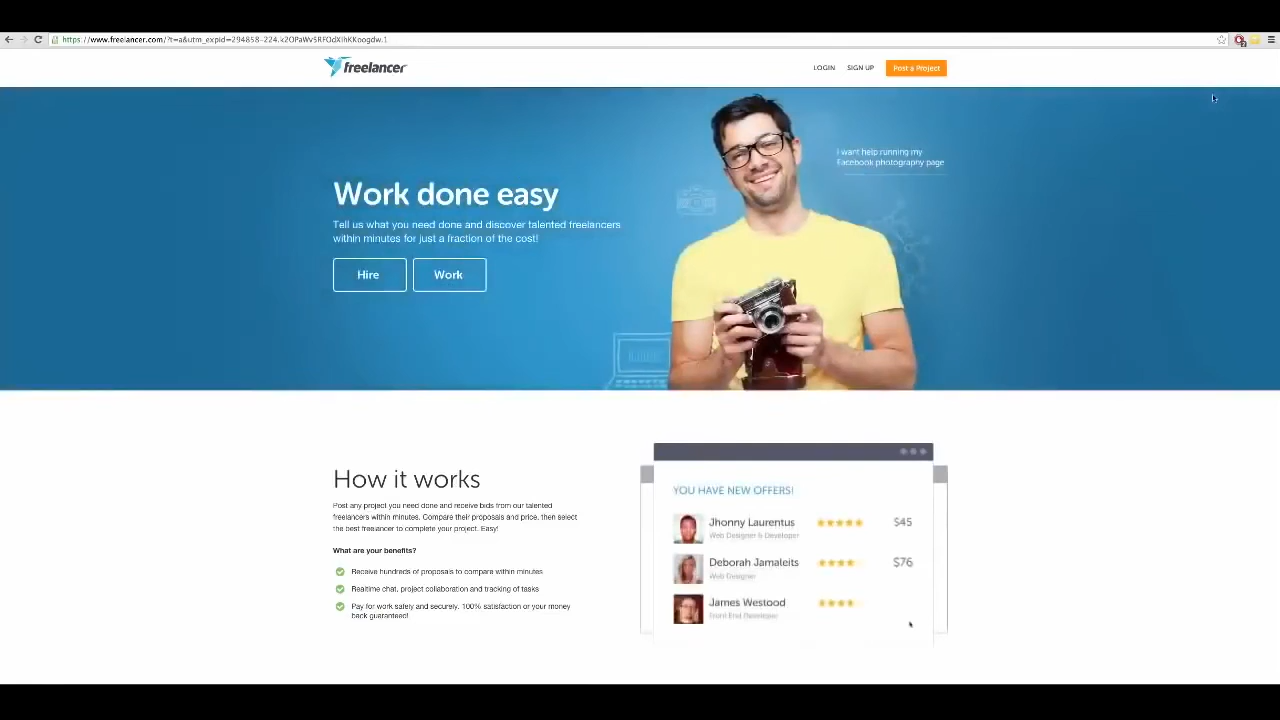 https://www.freelancer.com/?t=a&utm_expid=294858-224.k2OPaWvSRFOdXihKKoogdw.1
freelancer
LOGIN
SIGN UP
Post a Project
I want help running my
Facebook photography page
Work done easy
Tell us what you need done and discover talented freelancers
within minutes for just a fraction of the cost!
Hire
Work
How it works
Post any project you need done and receive bids from our talented
freelancers within minutes. Compare their proposals and price, then select
the best freelancer to complete your project. Easy!
What are your benefits?
Receive hundreds of proposals to compare within minutes
Realtime chat, project collaboration and tracking of tasks
Pay for work safely and securely. 100% satisfaction or your money
back guaranteed!
YOU HAVE NEW OFFERS!
Jhonny Laurentus
$45
Web Designer & Developer
Deborah Jamaleits
$76
Web Designer
James Westood
Front End Developer